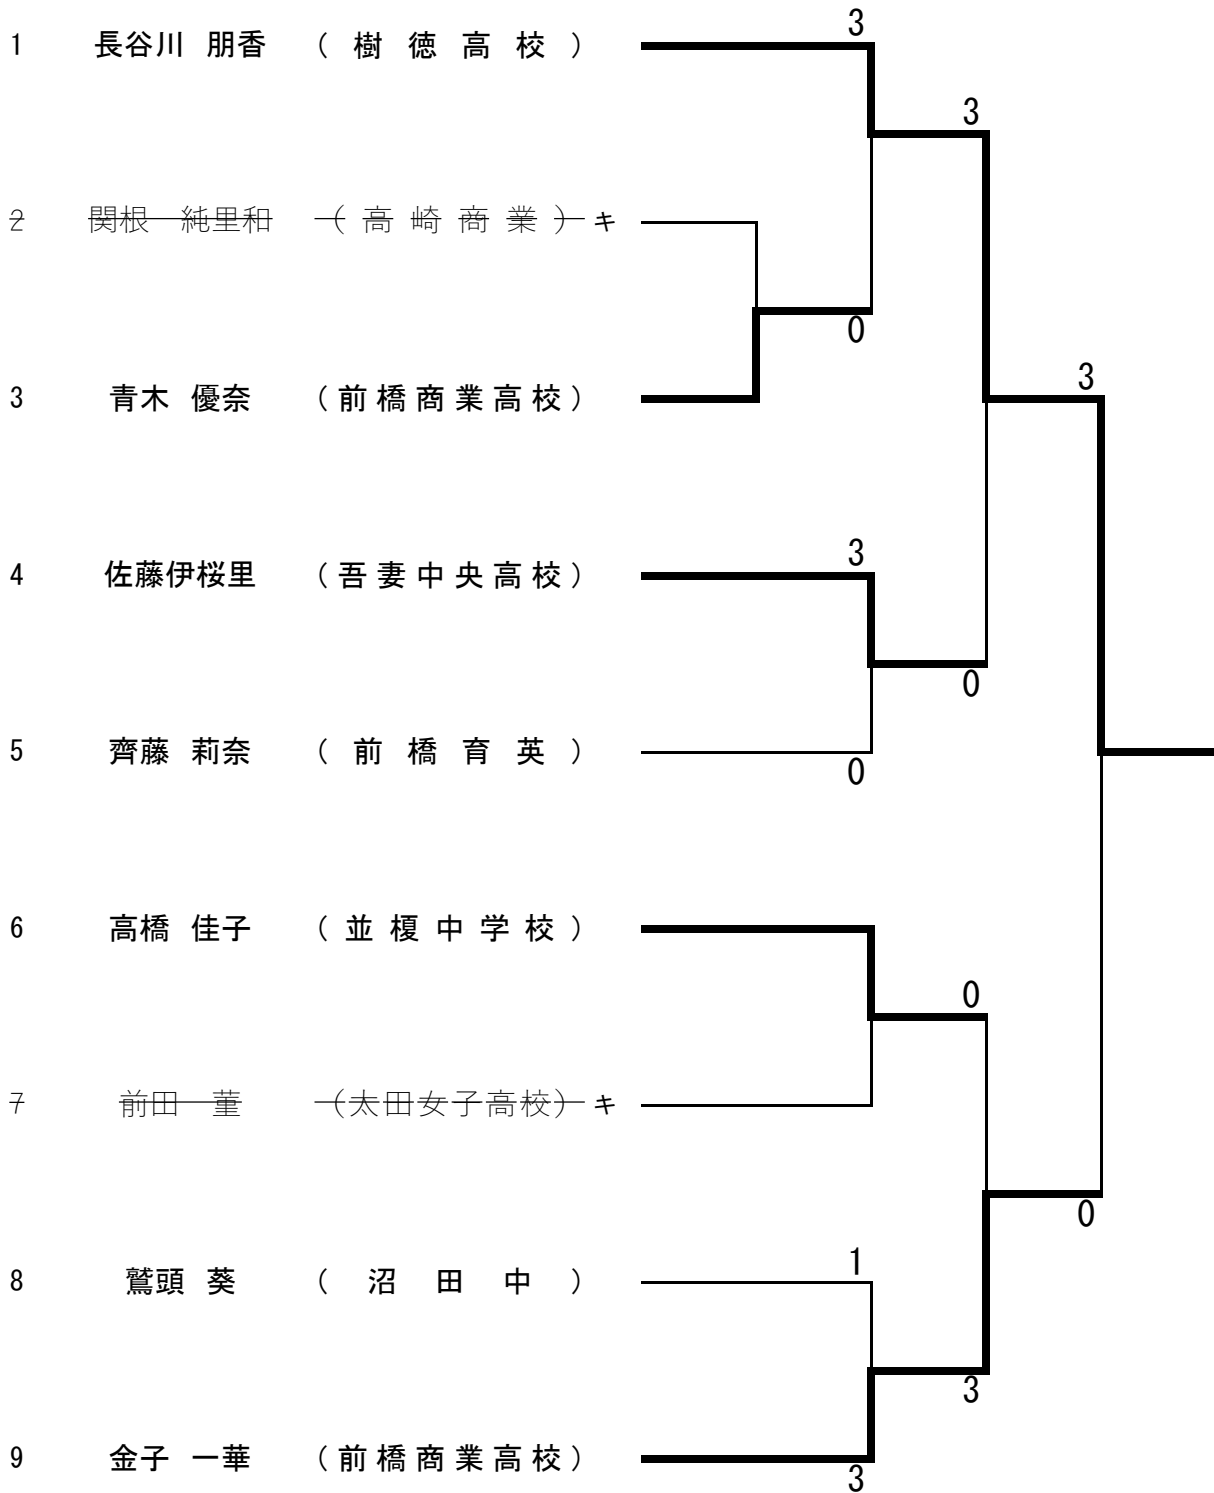 3
1 長谷川 朋香 ( 樹 徳 高 校 )
3
2 関根 純里和 ( 高 崎 商 業 ) キ
0
3 青木 優奈 ( 前 橋 商 業 高 校 )
3
3
4 佐藤伊桜里 ( 吾 妻 中 央 高 校 )
0
5 齊藤 莉奈 ( 前 橋 育 英 )
0
6 高橋 佳子 ( 並 榎 中 学 校 )
0
7 前田 菫 (太田女子高校) キ
0
1
8 鷲頭 葵 ( 沼 田 中 )
3
9 金子 一華 ( 前 橋 商 業 高 校 )
3